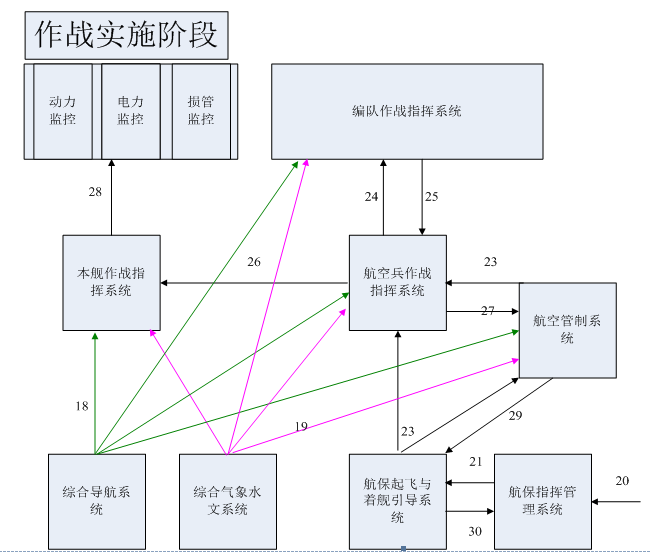 作战实施阶段
动力
监控
电力
监控
损管
监控
编队作战指挥系统
28
24
25
本舰作战指
挥系统
26
航空兵作战
指挥系统
23
27
航空管制系
统
18
19
23
29
综合导航系
统
综合气象水
文系统
航保起飞与
着舰引导系
统
21
30
航保指挥管
理系统
20